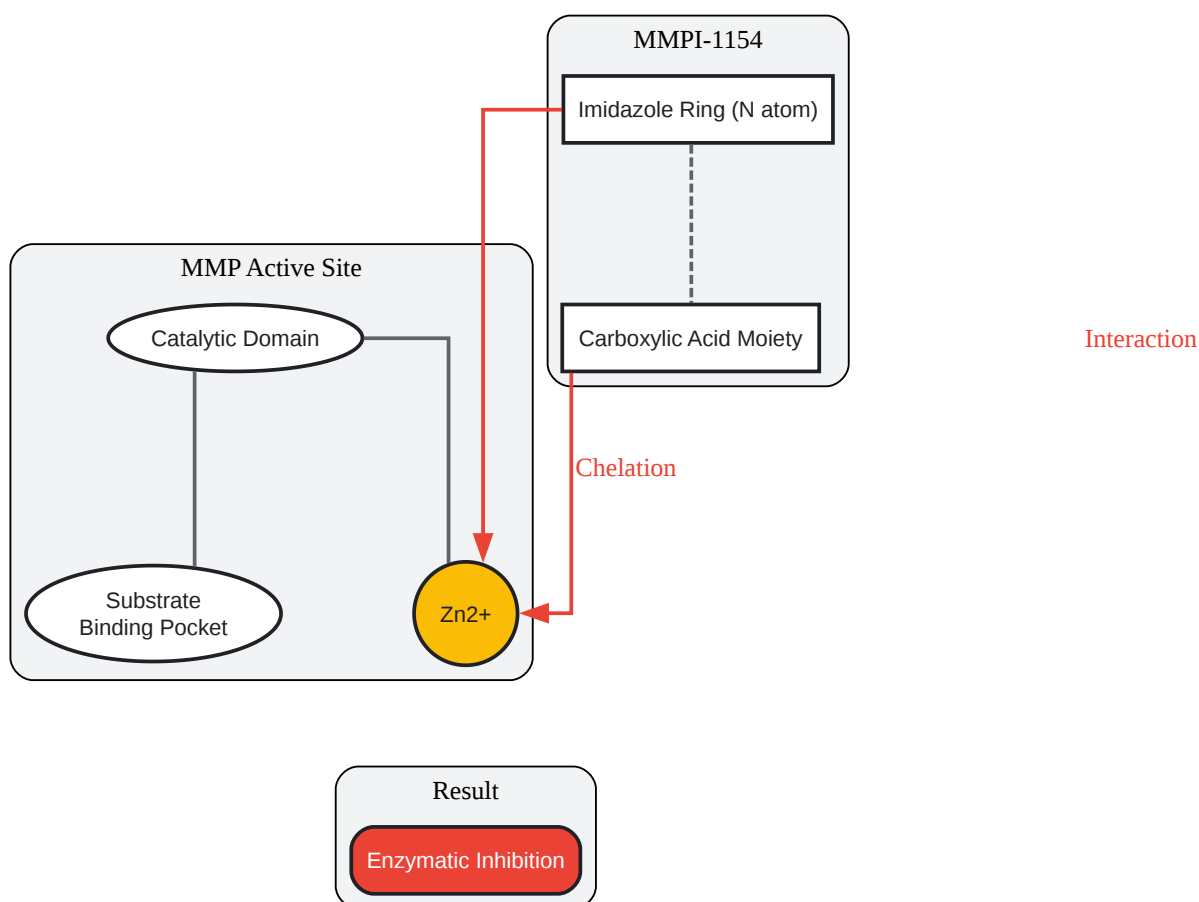 MMPI-1154
Imidazole Ring (N atom)
MMP Active Site
Catalytic Domain
Carboxylic Acid Moiety
Interaction
Chelation
Substrate
Binding Pocket
Zn2+
Result
Enzymatic Inhibition